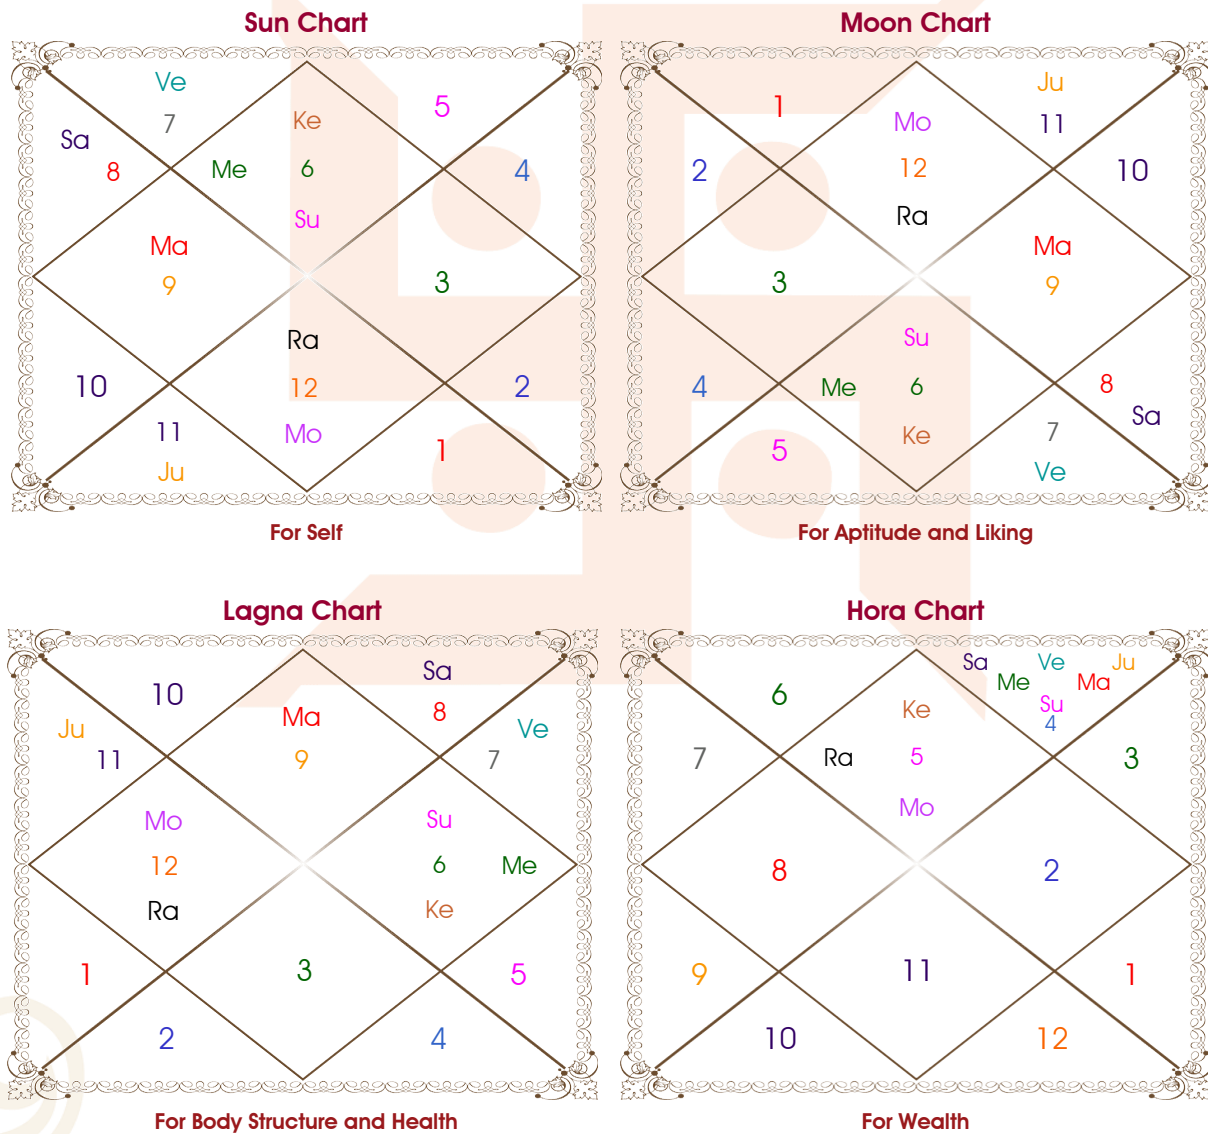 Sun Chart
Ve
7
Sa
8
Ke
Me 6
Su
5
4
Ma
9
3
Ra
12
Mo
10
11
Ju
2
1
For Self
Moon Chart
1
2
Mo
12
Ra
Ju
11
10
3
Ma
9
Su
Me 6
Ke
4
5
8
Sa
7
Ve
For Aptitude and Liking
Lagna Chart
10
Ju
11
Ma
9
Sa
8
Ve
7
Mo
12
Ra
Su
6 Me
Ke
1
2
3
5
4
For Body Structure and Health
Hora Chart
6
7
Ke
Ra 5
Mo
Sa Ve Ju
Me Ma
Su
4
3
8
2
9
10
11
1
12
For Wealth